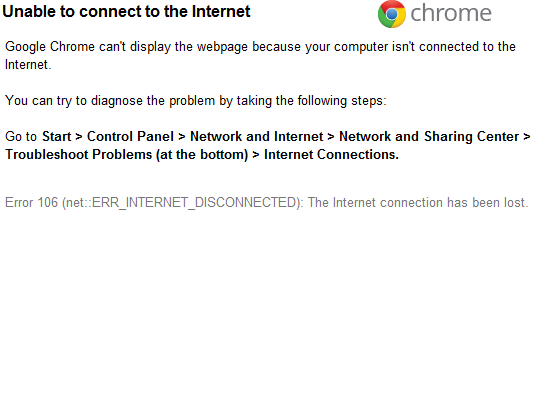 Unable to connect to the Internet
chrome
Google Chrome can't display the webpage because your computer isn't connected to the
Internet.
You can try to diagnose the problem by taking the following steps:
Go to Start > Control Panel > Network and Internet > Network and Sharing Center >
Troubleshoot Problems (at the bottom) > Internet Connections.
Error 106 (net::ERR_INTERNET_DISCONNECTED): The Internet connection has been lost.